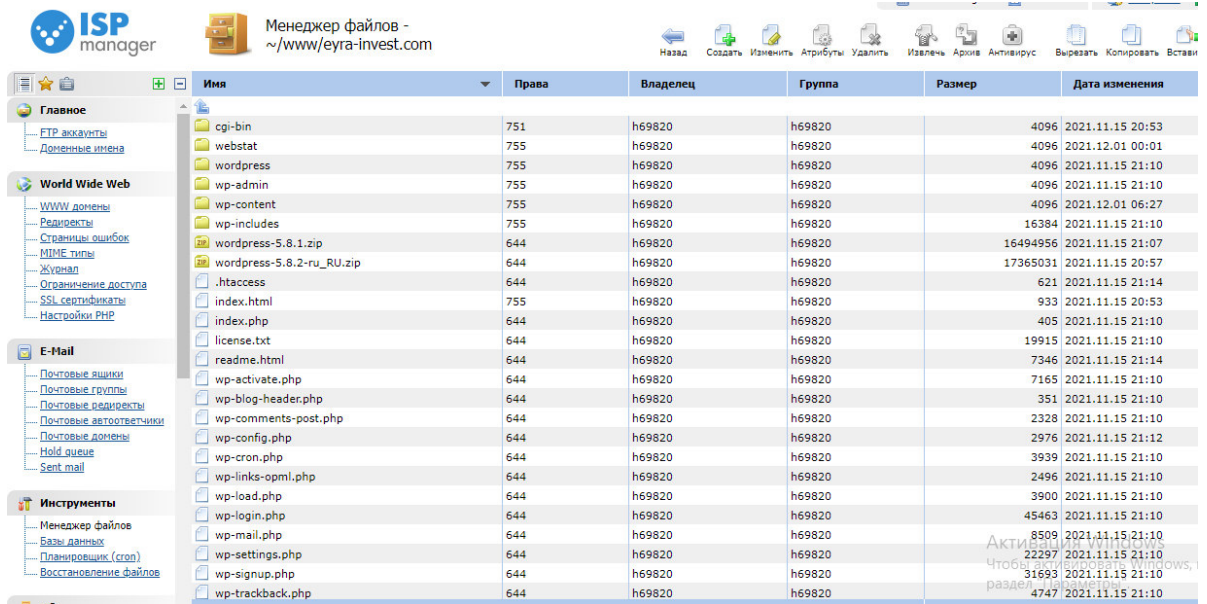 ISP
manager
Менеджер файлов -
~/www/eyra-invest.com
Назад Создать Изменить Атрибуты Удалить Извлечь Архив Антивирус Вырезать Копировать Встави
Имя Права Владелец Группа Размер Дата изменения
Главное
FTP аккаунты
Доменные имена
World Wide Web
WWW домены
Редиректы
Страницы ошибок
MIME типы
Журнал
Ограничение доступа
SSL сертификаты
Настройки PHP
E-Mail
Почтовые ящики
Почтовые группы
Почтовые редиректы
Почтовые автоответчики
Почтовые домены
Hold queue
Sent mail
Инструменты
Менеджер файлов
Базы данных
Планировщик (cron)
Восстановление файлов
cgi-bin 751 h69820 h69820 4096 2021.11.15 20:53
webstat 755 h69820 h69820 4096 2021.12.01 00:01
wordpress 755 h69820 h69820 4096 2021.11.15 21:10
wp-admin 755 h69820 h69820 4096 2021.11.15 21:10
wp-content 755 h69820 h69820 4096 2021.12.01 06:27
wp-includes 755 h69820 h69820 16384 2021.11.15 21:10
ZIP wordpress-5.8.1.zip 644 h69820 h69820 16494956 2021.11.15 21:07
ZIP wordpress-5.8.2-ru_RU.zip 644 h69820 h69820 17365031 2021.11.15 20:57
.htaccess 644 h69820 h69820 621 2021.11.15 21:14
index.html 755 h69820 h69820 933 2021.11.15 20:53
index.php 644 h69820 h69820 405 2021.11.15 21:10
license.txt 644 h69820 h69820 19915 2021.11.15 21:10
readme.html 644 h69820 h69820 7346 2021.11.15 21:14
wp-activate.php 644 h69820 h69820 7165 2021.11.15 21:10
wp-blog-header.php 644 h69820 h69820 351 2021.11.15 21:10
wp-comments-post.php 644 h69820 h69820 2328 2021.11.15 21:10
wp-config.php 644 h69820 h69820 2976 2021.11.15 21:12
wp-cron.php 644 h69820 h69820 3939 2021.11.15 21:10
wp-links-opml.php 644 h69820 h69820 2496 2021.11.15 21:10
wp-load.php 644 h69820 h69820 3900 2021.11.15 21:10
wp-login.php 644 h69820 h69820 45463 2021.11.15 21:10
wp-mail.php 644 h69820 h69820 8509 2021.11.15 21:10
wp-settings.php 644 h69820 h69820 22297 2021.11.15 21:10
wp-signup.php 644 h69820 h69820 31693 2021.11.15 21:10
wp-trackback.php 644 h69820 h69820 4747 2021.11.15 21:10
Активация Windows
Чтобы активировать Windows,
раздел "Параметры".